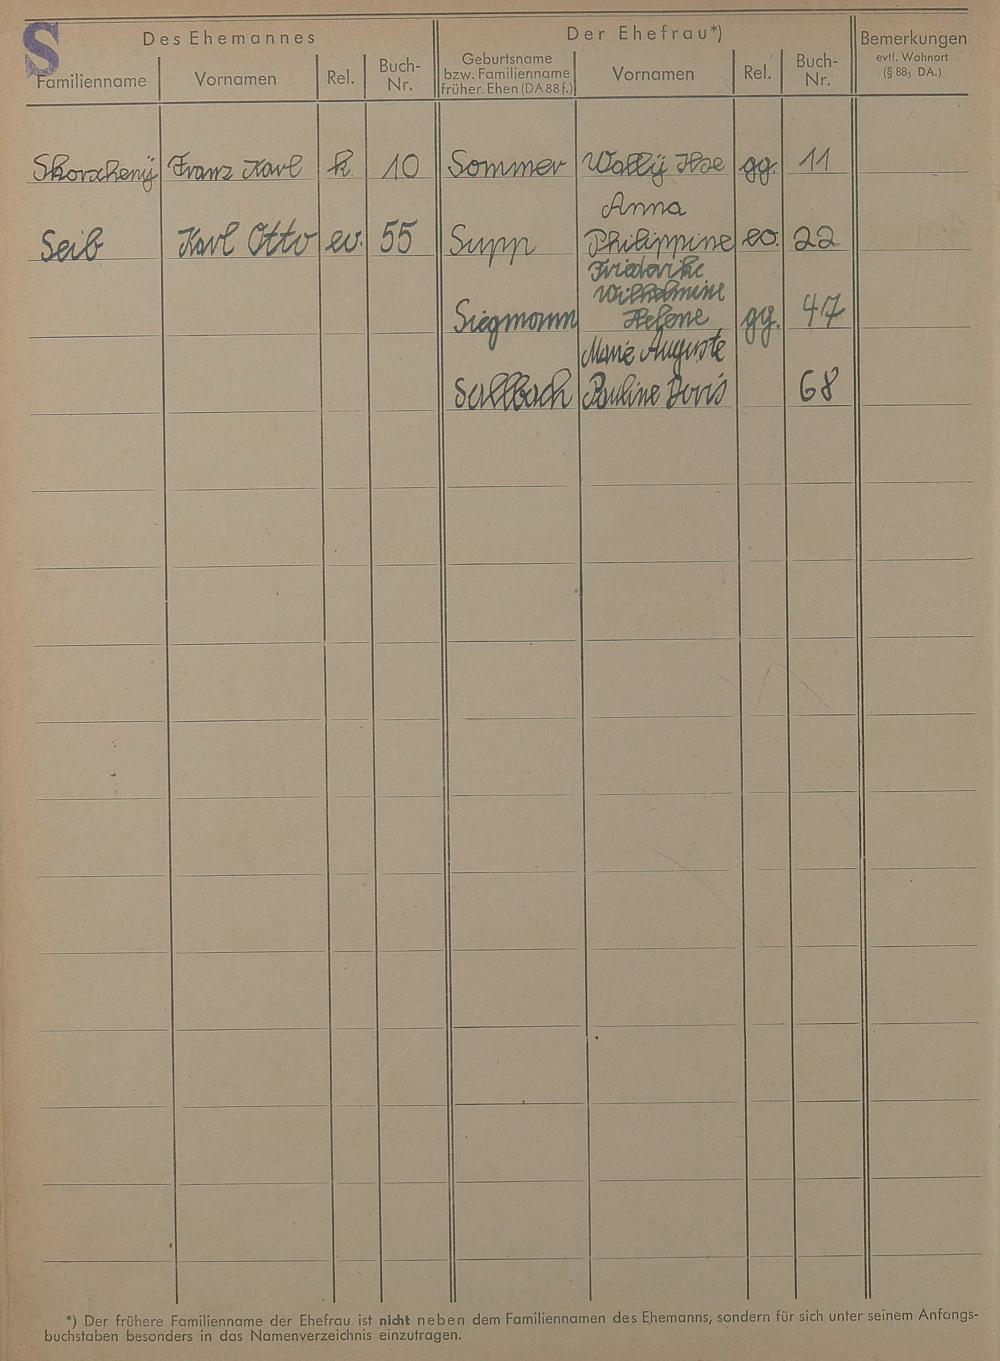 S
Des Ehemannes
Der Ehefrau*)
Bemerkungen
evtl. Wohnort
(§ 88, DA.)
Familienname
Vornamen
Rel.
Buch-
Nr.
Geburtsname
bzw. Familienname
früher. Ehen (DA 88 f.)
Vornamen
Rel.
Buch-
Nr.
Skorscheny Franz Karl k. 10 Sommer Wally Ilse gg. 11
Anna
Seib Karl Otto ev. 55 Supp Philippine ev. 22
Friederike
Wilhelmine
Siegmann Helene gg. 47
Marie Auguste
Sallbach Pauline Doris 68
*) Der frühere Familienname der Ehefrau ist nicht neben dem Familiennamen des Ehemanns, sondern für sich unter seinem Anfangs-
buchstaben besonders in das Namenverzeichnis einzutragen.